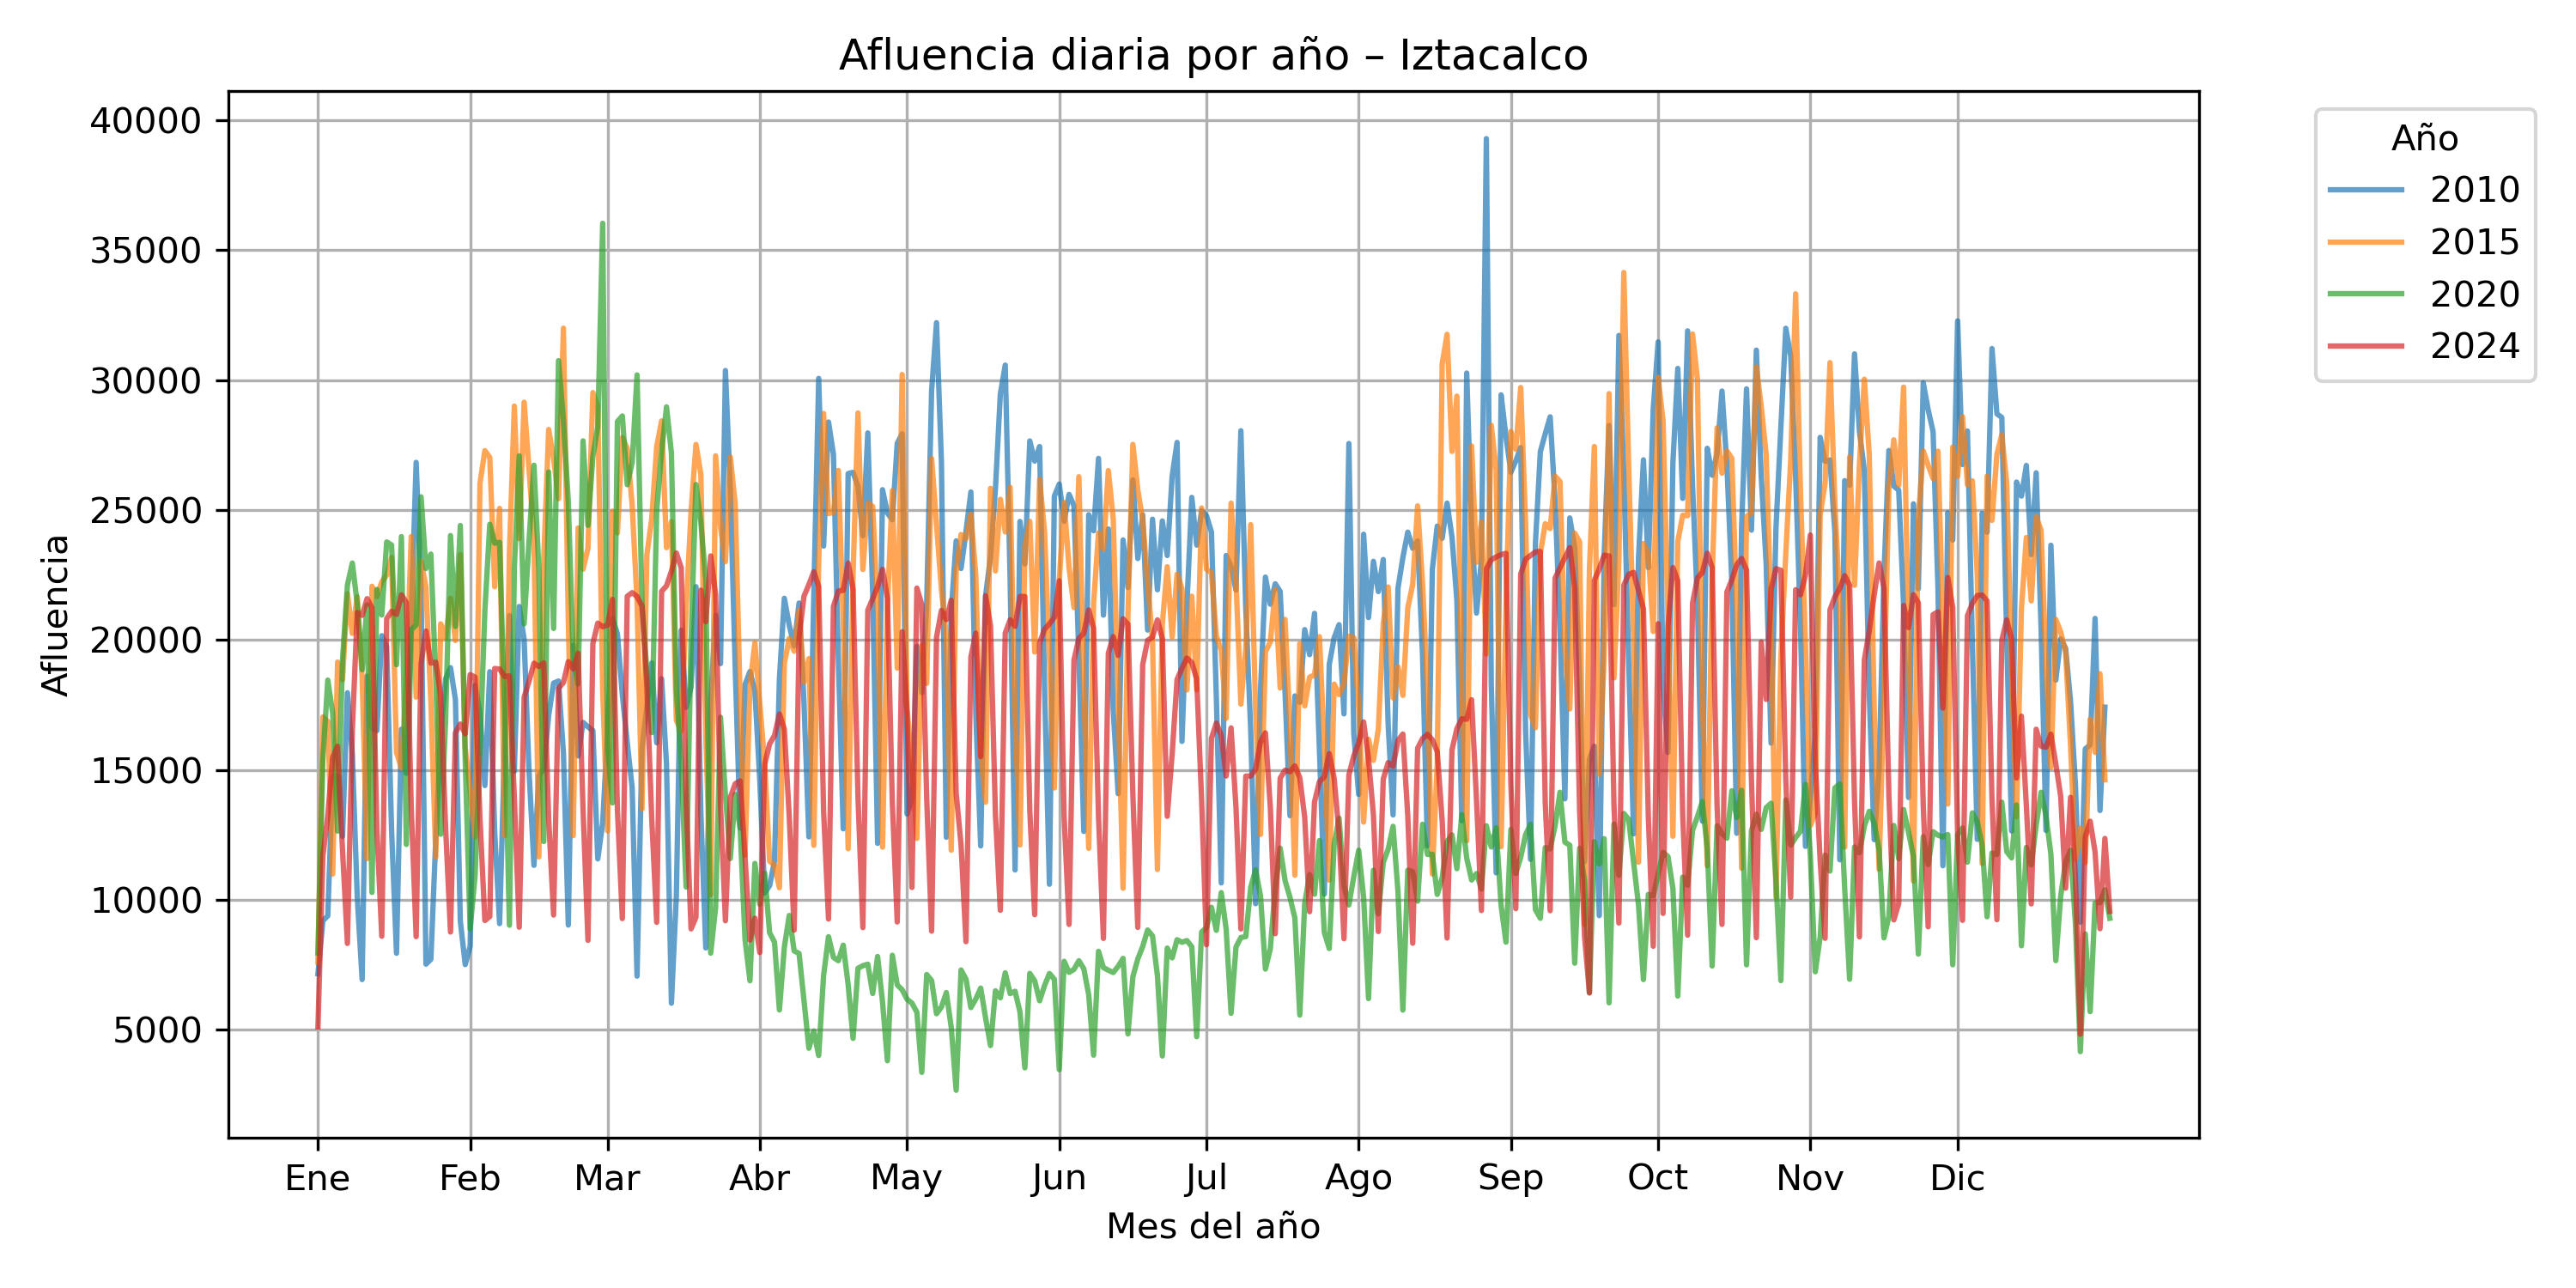 Afluencia diaria por año – Iztacalco
Afluencia
40000
35000
30000
25000
20000
15000
10000
5000
Ene Feb Mar Abr May Jun Jul Ago Sep Oct Nov Dic
Mes del año
Año
2010
2015
2020
2024